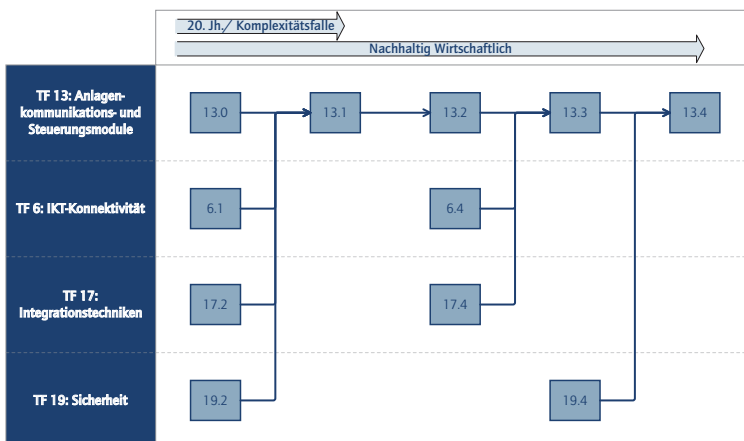 20. Jh./ Komplexitätsfalle
Nachhaltig Wirtschaftlich
TF 13: Anlagen-
kommunikations- und
Steuerungsmodule
13.0
13.1
13.2
13.3
13.4
TF 6: IKT-Konnektivität
6.1
6.4
TF 17:
Integrationstechniken
17.2
17.4
TF 19: Sicherheit
19.2
19.4